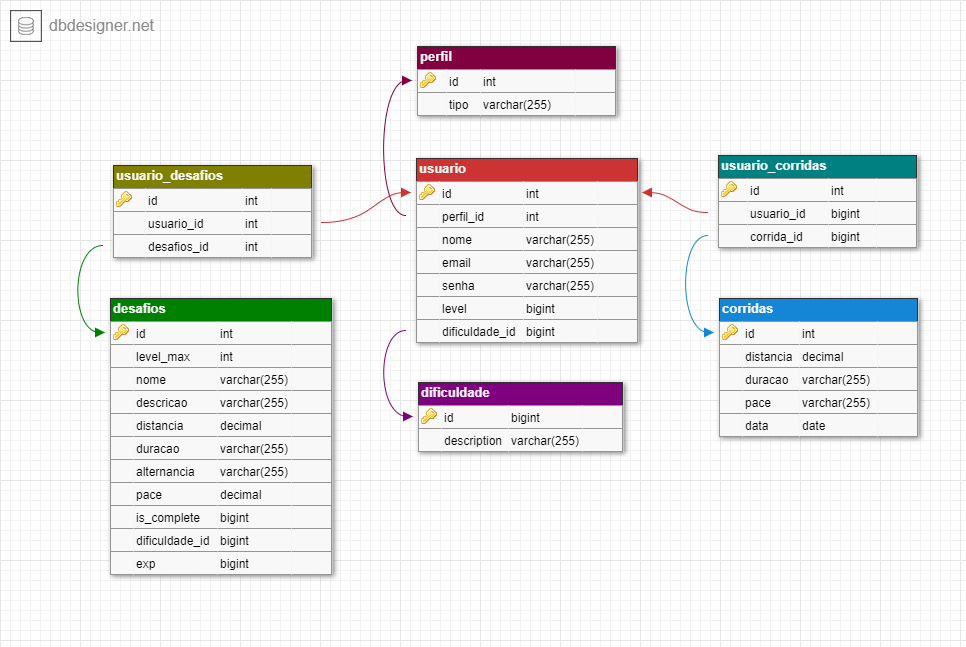 dbdesigner.net
perfil
id int
tipo varchar(255)
usuario_desafios
id int
usuario_id int
desafios_id int
usuario
id int
perfil_id int
nome varchar(255)
email varchar(255)
senha varchar(255)
level bigint
dificuldade_id bigint
usuario_corridas
id int
usuario_id bigint
corrida_id bigint
desafios
id int
level_max int
nome varchar(255)
descricao varchar(255)
distancia decimal
duracao varchar(255)
alternancia varchar(255)
pace decimal
is_complete bigint
dificuldade_id bigint
exp bigint
dificuldade
id bigint
description varchar(255)
corridas
id int
distancia decimal
duracao varchar(255)
pace varchar(255)
data date